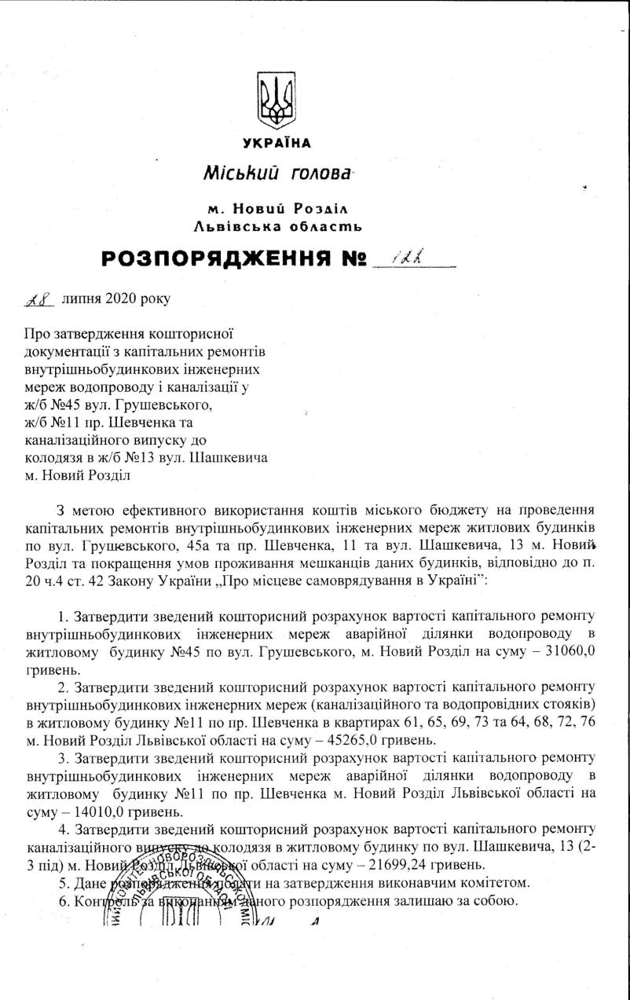 УКРАЇНА
Міський голова
м. Новий Розділ
Львівська область
РОЗПОРЯДЖЕННЯ № 122
28 липня 2020 року
Про затвердження кошторисної
документації з капітальних ремонтів
внутрішньобудинкових інженерних
мереж водопроводу і каналізації у
ж/б №45 вул. Грушевського,
ж/б №11 пр. Шевченка та
каналізаційного випуску до
колодязя в ж/б №13 вул. Шашкевича
м. Новий Розділ
З метою ефективного використання коштів міського бюджету на проведення
капітальних ремонтів внутрішньобудинкових інженерних мереж житлових будинків
по вул. Грушевського, 45а та пр. Шевченка, 11 та вул. Шашкевича, 13 м. Новий
Розділ та покращення умов проживання мешканців даних будинків, відповідно до п.
20 ч.4 ст. 42 Закону України „Про місцеве самоврядування в Україні”:
1. Затвердити зведений кошторисний розрахунок вартості капітального ремонту
внутрішньобудинкових інженерних мереж аварійної ділянки водопроводу в
житловому будинку №45 по вул. Грушевського, м. Новий Розділ на суму – 31060,0
гривень.
2. Затвердити зведений кошторисний розрахунок вартості капітального ремонту
внутрішньобудинкових інженерних мереж (каналізаційного та водопровідних стояків)
в житловому будинку №11 по пр. Шевченка в квартирах 61, 65, 69, 73 та 64, 68, 72, 76
м. Новий Розділ Львівської області на суму – 45265,0 гривень.
3. Затвердити зведений кошторисний розрахунок вартості капітального ремонту
внутрішньобудинкових інженерних мереж аварійної ділянки водопроводу в
житловому будинку №11 по пр. Шевченка м. Новий Розділ Львівської області на
суму – 14010,0 гривень.
4. Затвердити зведений кошторисний розрахунок вартості капітального ремонту
каналізаційного випуску до колодязя в житловому будинку по вул. Шашкевича, 13 (2-
3 під) м. Новий Розділ Львівської області на суму – 21699,24 гривень.
5. Дане розпорядження подати на затвердження виконавчим комітетом.
6. Контроль за виконанням даного розпорядження залишаю за собою.
ЛЬВІВСЬКОЇ ОБЛАСТІ